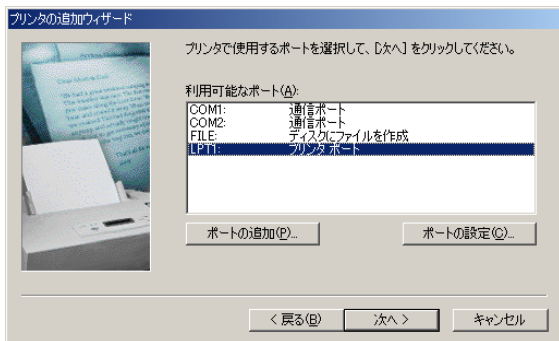 プリンタの追加ウィザード
プリンタで使用するポートを選択して、[次へ] をクリックしてください。
利用可能なポート(A):
COM1: 通信ポート
COM2: 通信ポート
FILE: ディスクにファイルを作成
LPT1: プリンタ ポート
ポートの追加(P)...
ポートの設定(C)...
< 戻る(B)
次へ >
キャンセル